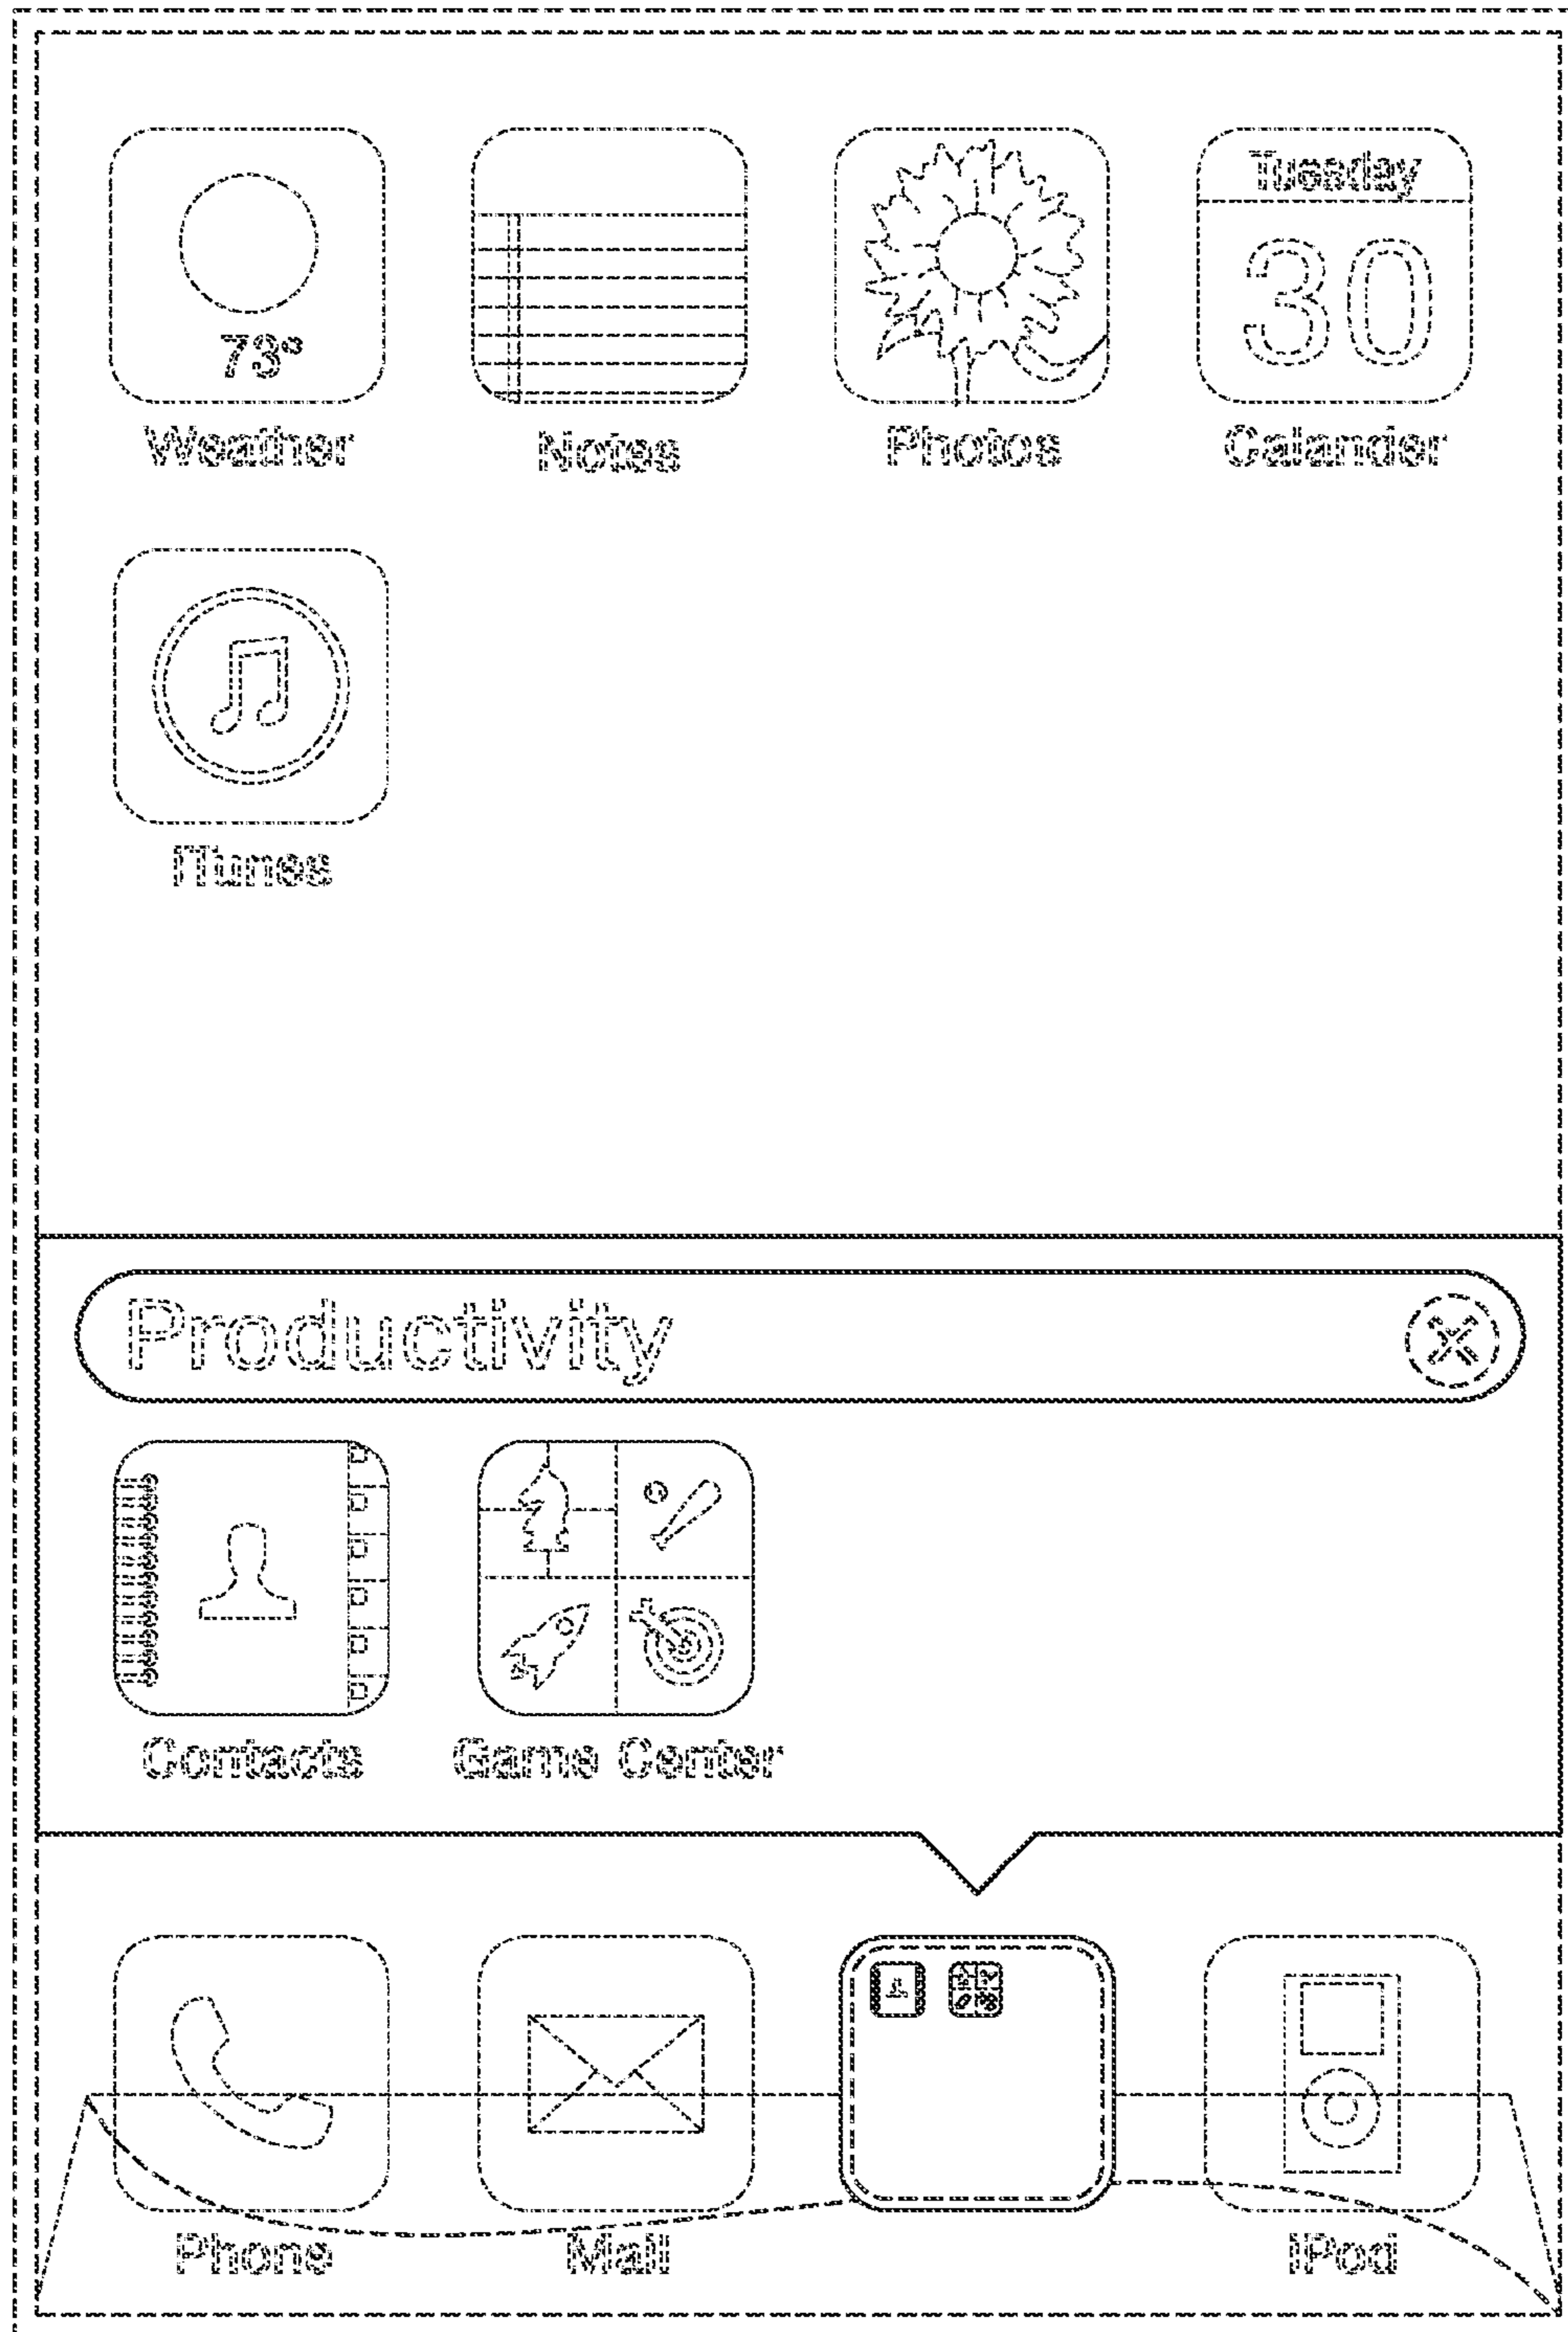 Tuesday
30
73°
Weather Notes Photos Calander
iTunes
Productivity
Contacts Game Center
Phone Mail iPod